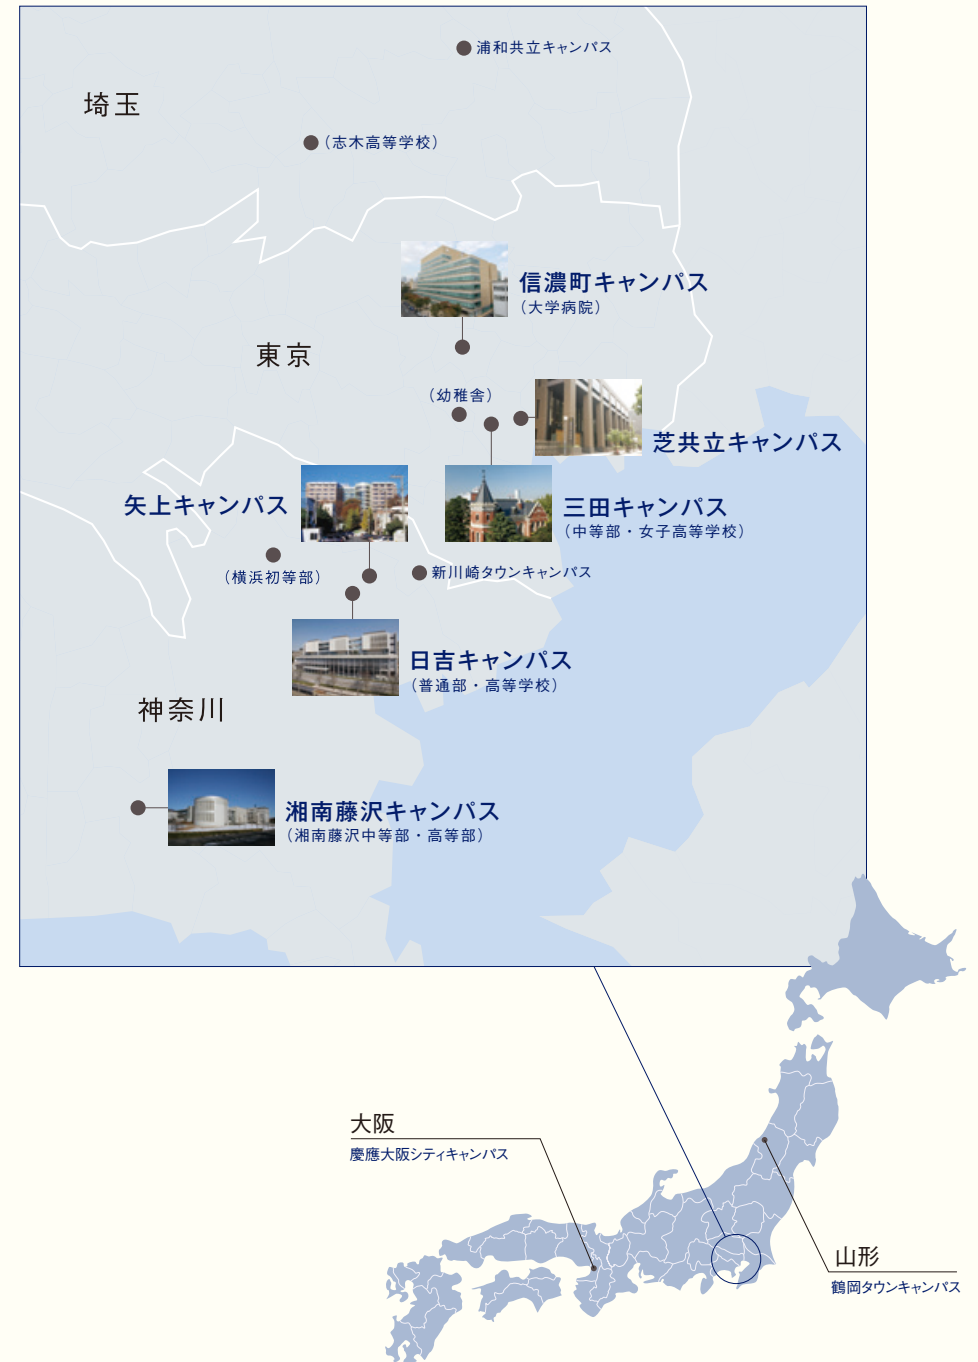 浦和共立キャンパス
埼玉
（志木高等学校）
信濃町キャンパス
（大学病院）
東京
（幼稚舎）
芝共立キャンパス
矢上キャンパス
三田キャンパス
（中等部・女子高等学校）
（横浜初等部）
新川崎タウンキャンパス
日吉キャンパス
（普通部・高等学校）
神奈川
湘南藤沢キャンパス
（湘南藤沢中等部・高等部）
大阪
慶應大阪シティキャンパス
山形
鶴岡タウンキャンパス